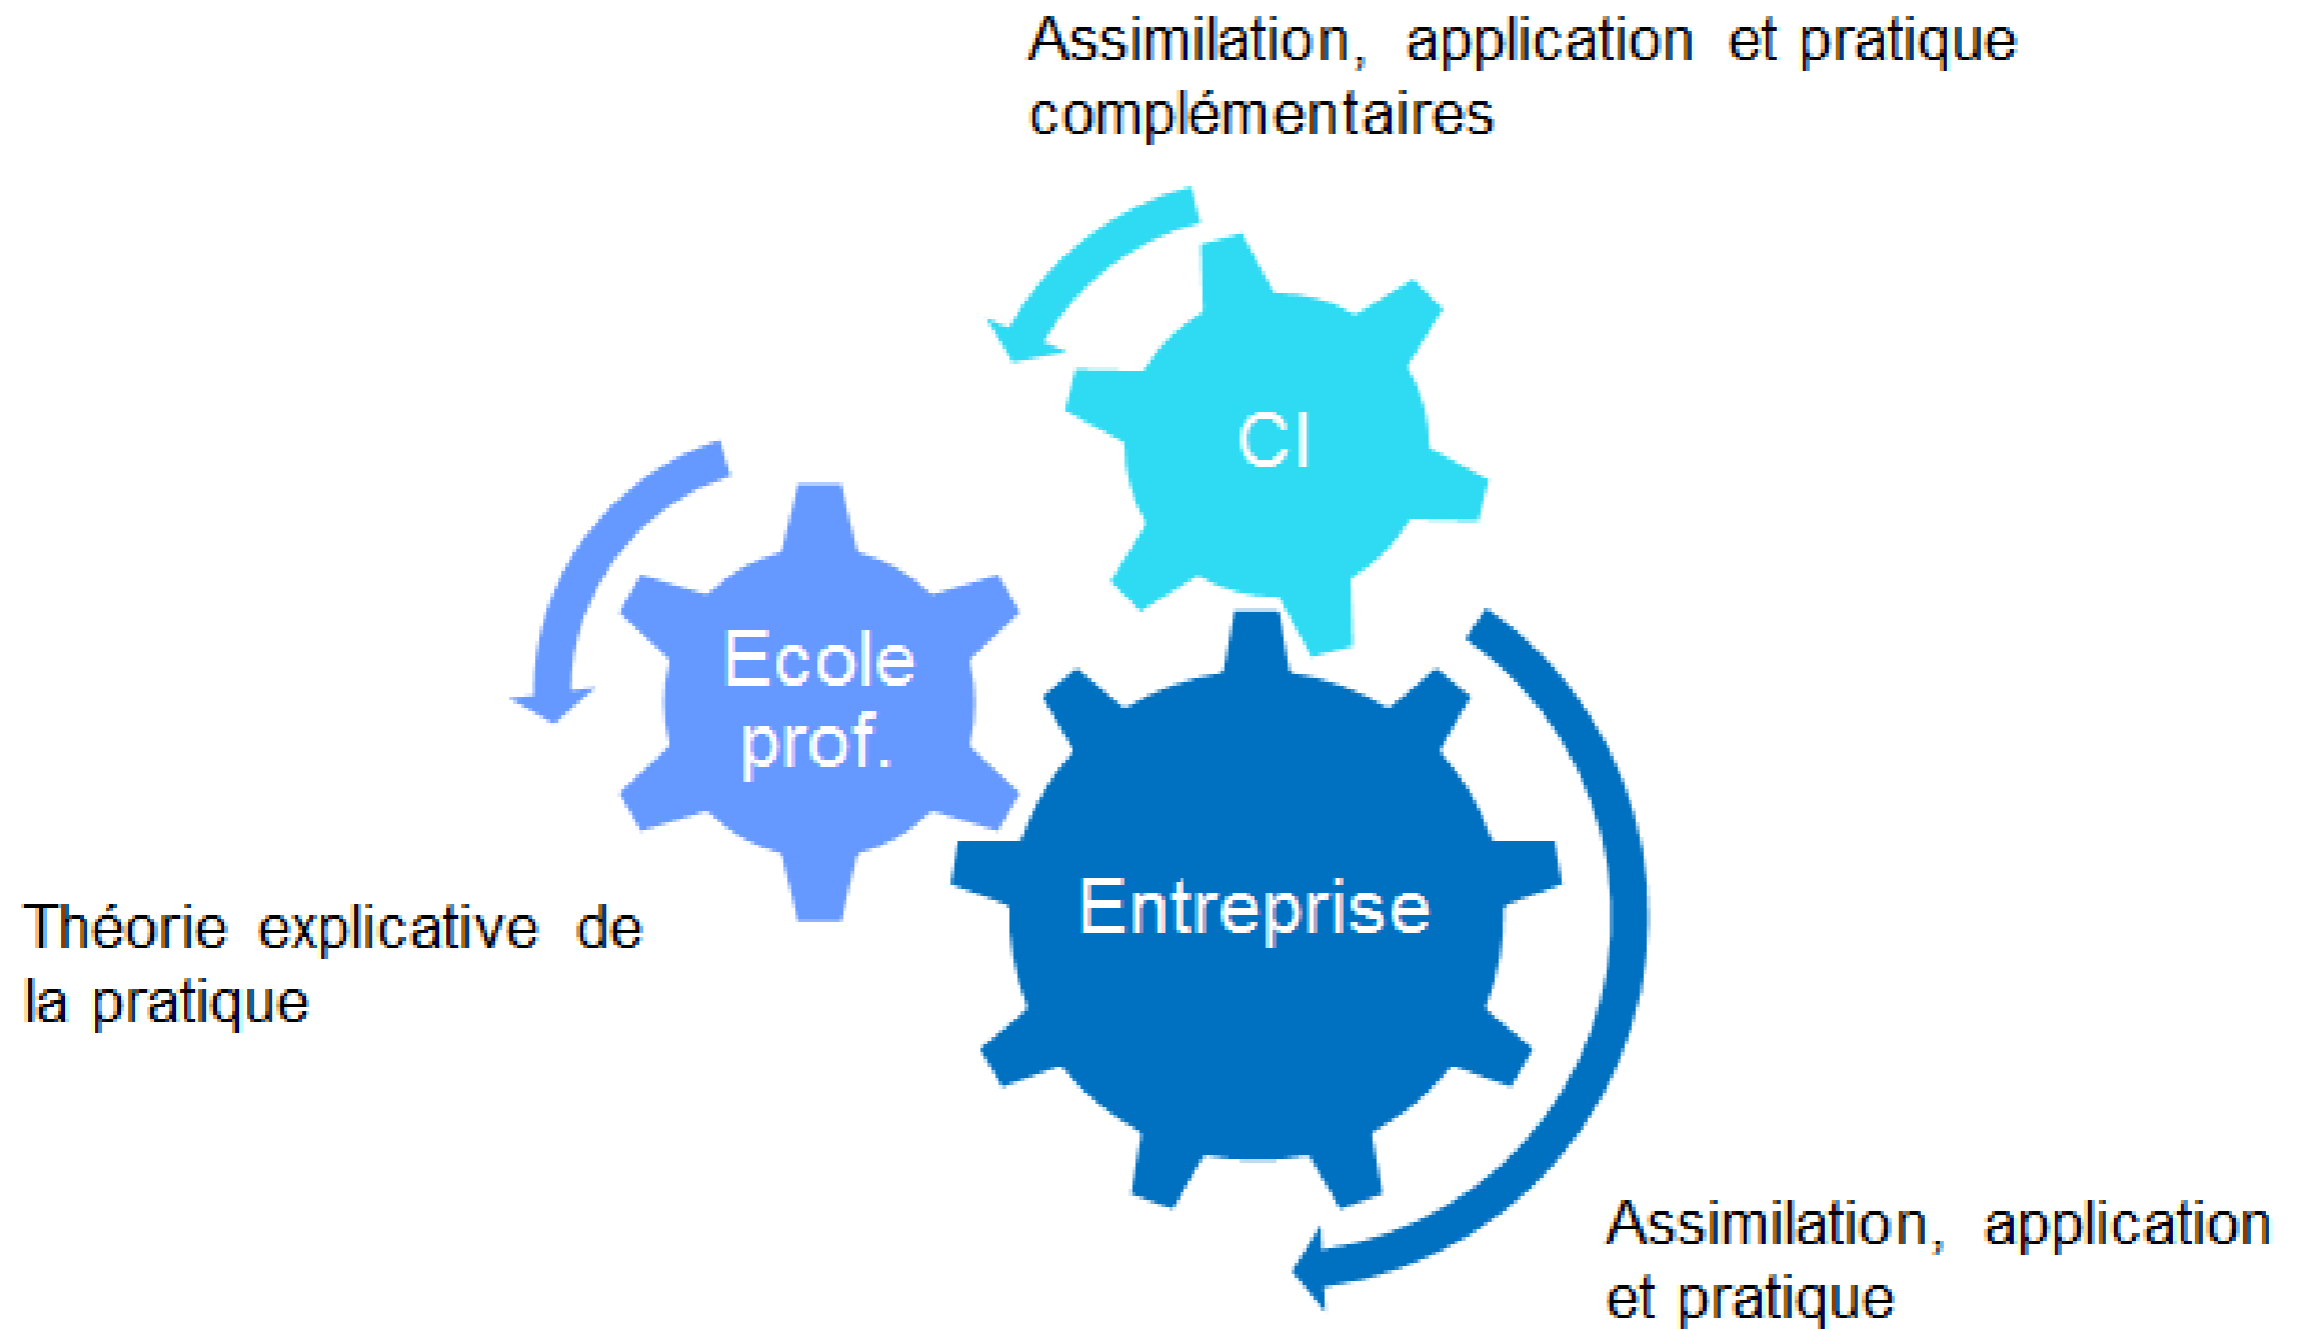 Assimilation, application et pratique
complémentaires
CI
Ecole
prof.
Entreprise
Théorie explicative de
la pratique
Assimilation, application
et pratique